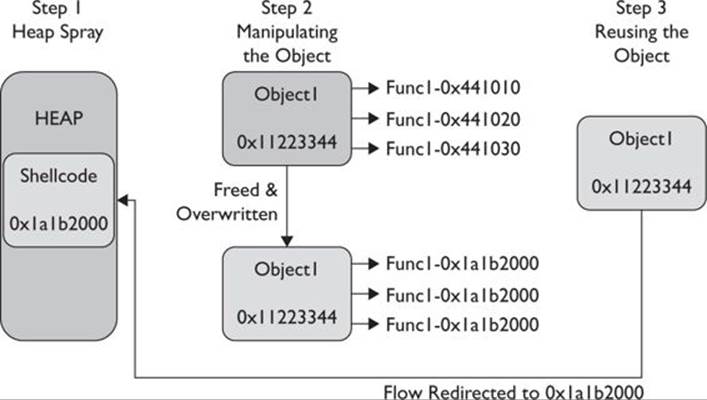 Step 1
Heap Spray
Step 2
Manipulating
the Object
Step 3
Reusing the
Object
HEAP
Shellcode
0x1a1b2000
Object1
0x11223344
Func1-0x441010
Func1-0x441020
Func1-0x441030
Freed &
Overwritten
Object1
0x11223344
Func1-0x1a1b2000
Func1-0x1a1b2000
Func1-0x1a1b2000
Object1
0x11223344
Flow Redirected to 0x1a1b2000